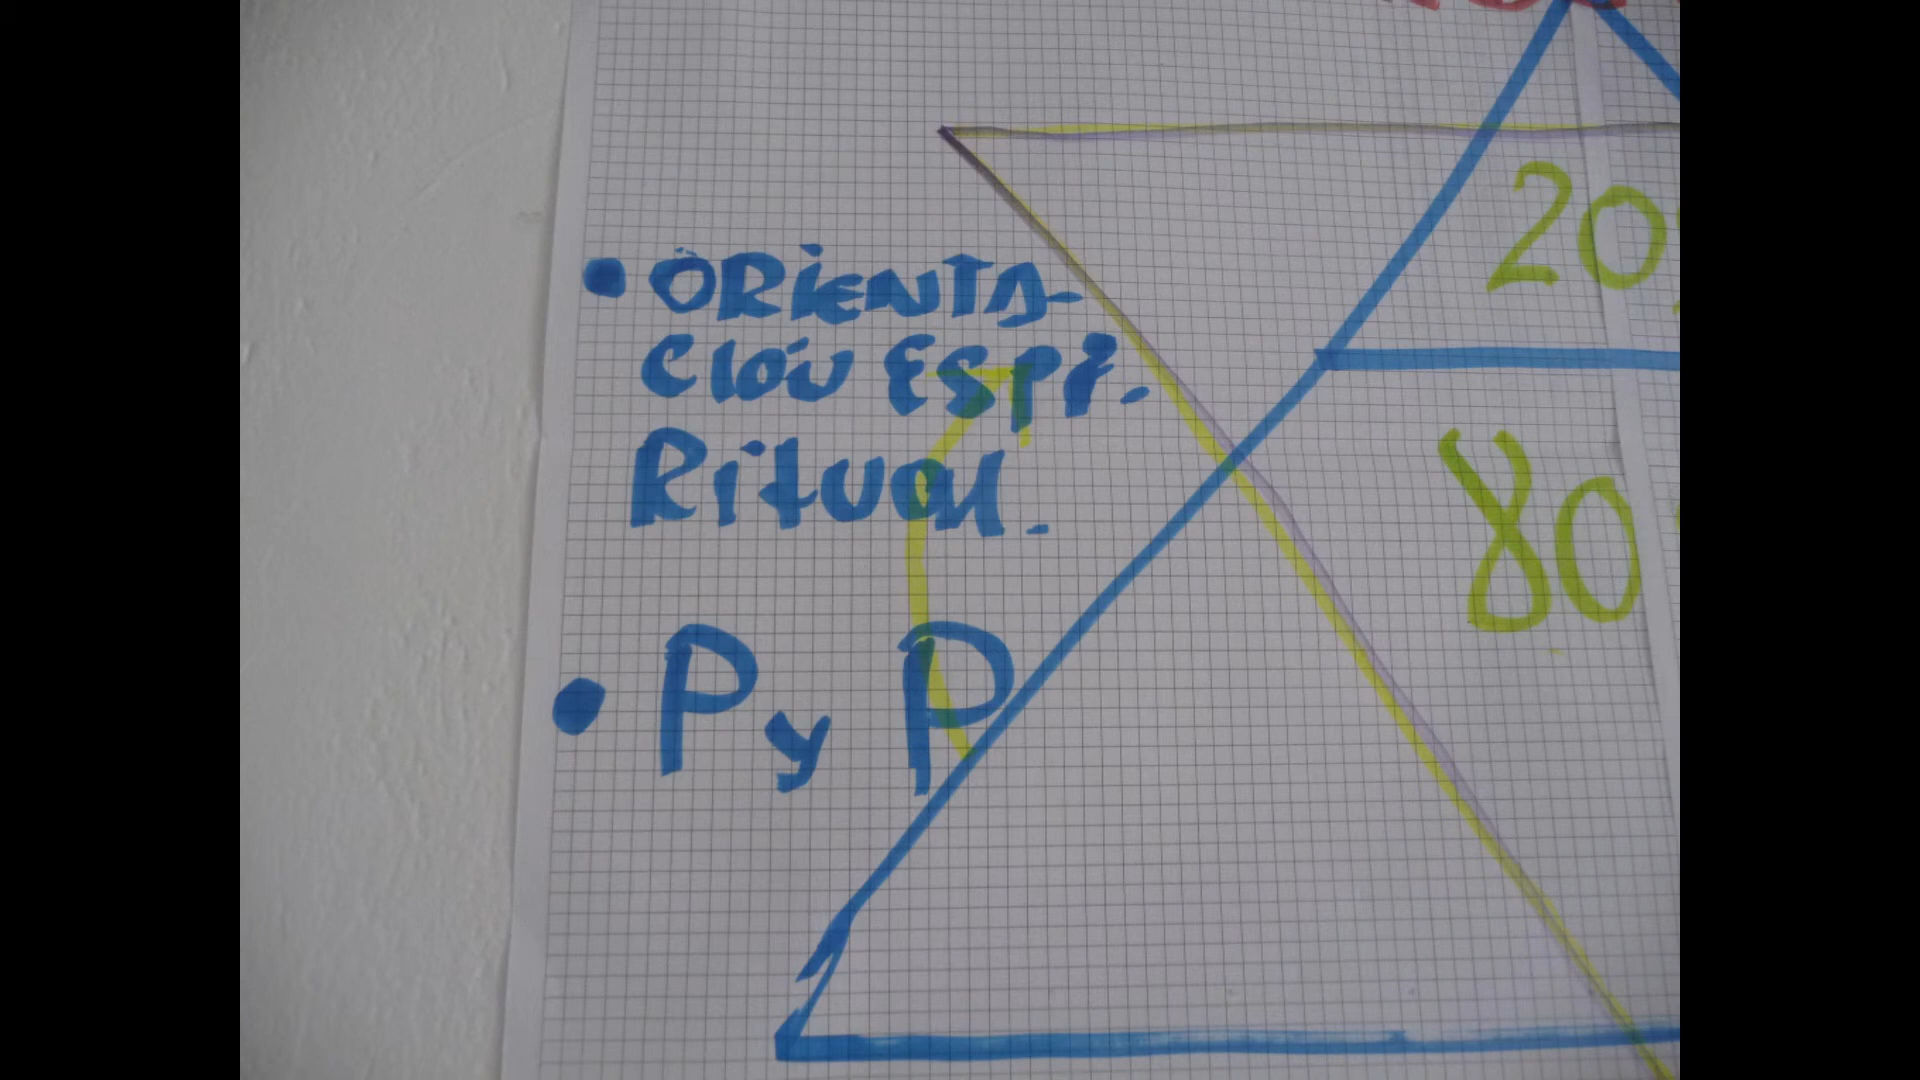 • ORIENTA-
CIÓN ESPI-
RITUAL.
• P y P
20
80